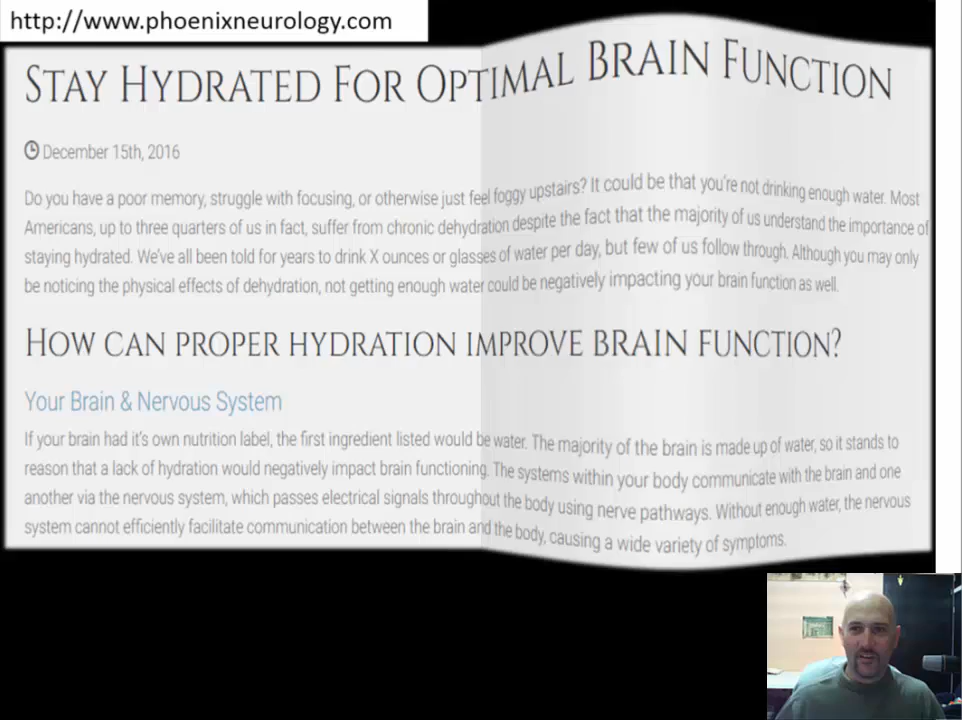 http://www.phoenixneurology.com
STAY HYDRATED FOR OPTIMAL BRAIN FUNCTION
December 15th, 2016
Do you have a poor memory, struggle with focusing, or otherwise just feel foggy upstairs? It could be that you're not drinking enough water. Most
Americans, up to three quarters of us in fact, suffer from chronic dehydration despite the fact that the majority of us understand the importance of
staying hydrated. We've all been told for years to drink X ounces or glasses of water per day, but few of us follow through. Although you may only
be noticing the physical effects of dehydration, not getting enough water could be negatively impacting your brain function as well.
HOW CAN PROPER HYDRATION IMPROVE BRAIN FUNCTION?
Your Brain & Nervous System
If your brain had it's own nutrition label, the first ingredient listed would be water. The majority of the brain is made up of water, so it stands to
reason that a lack of hydration would negatively impact brain functioning. The systems within your body communicate with the brain and one
another via the nervous system, which passes electrical signals throughout the body using nerve pathways. Without enough water, the nervous
system cannot efficiently facilitate communication between the brain and the body, causing a wide variety of symptoms.